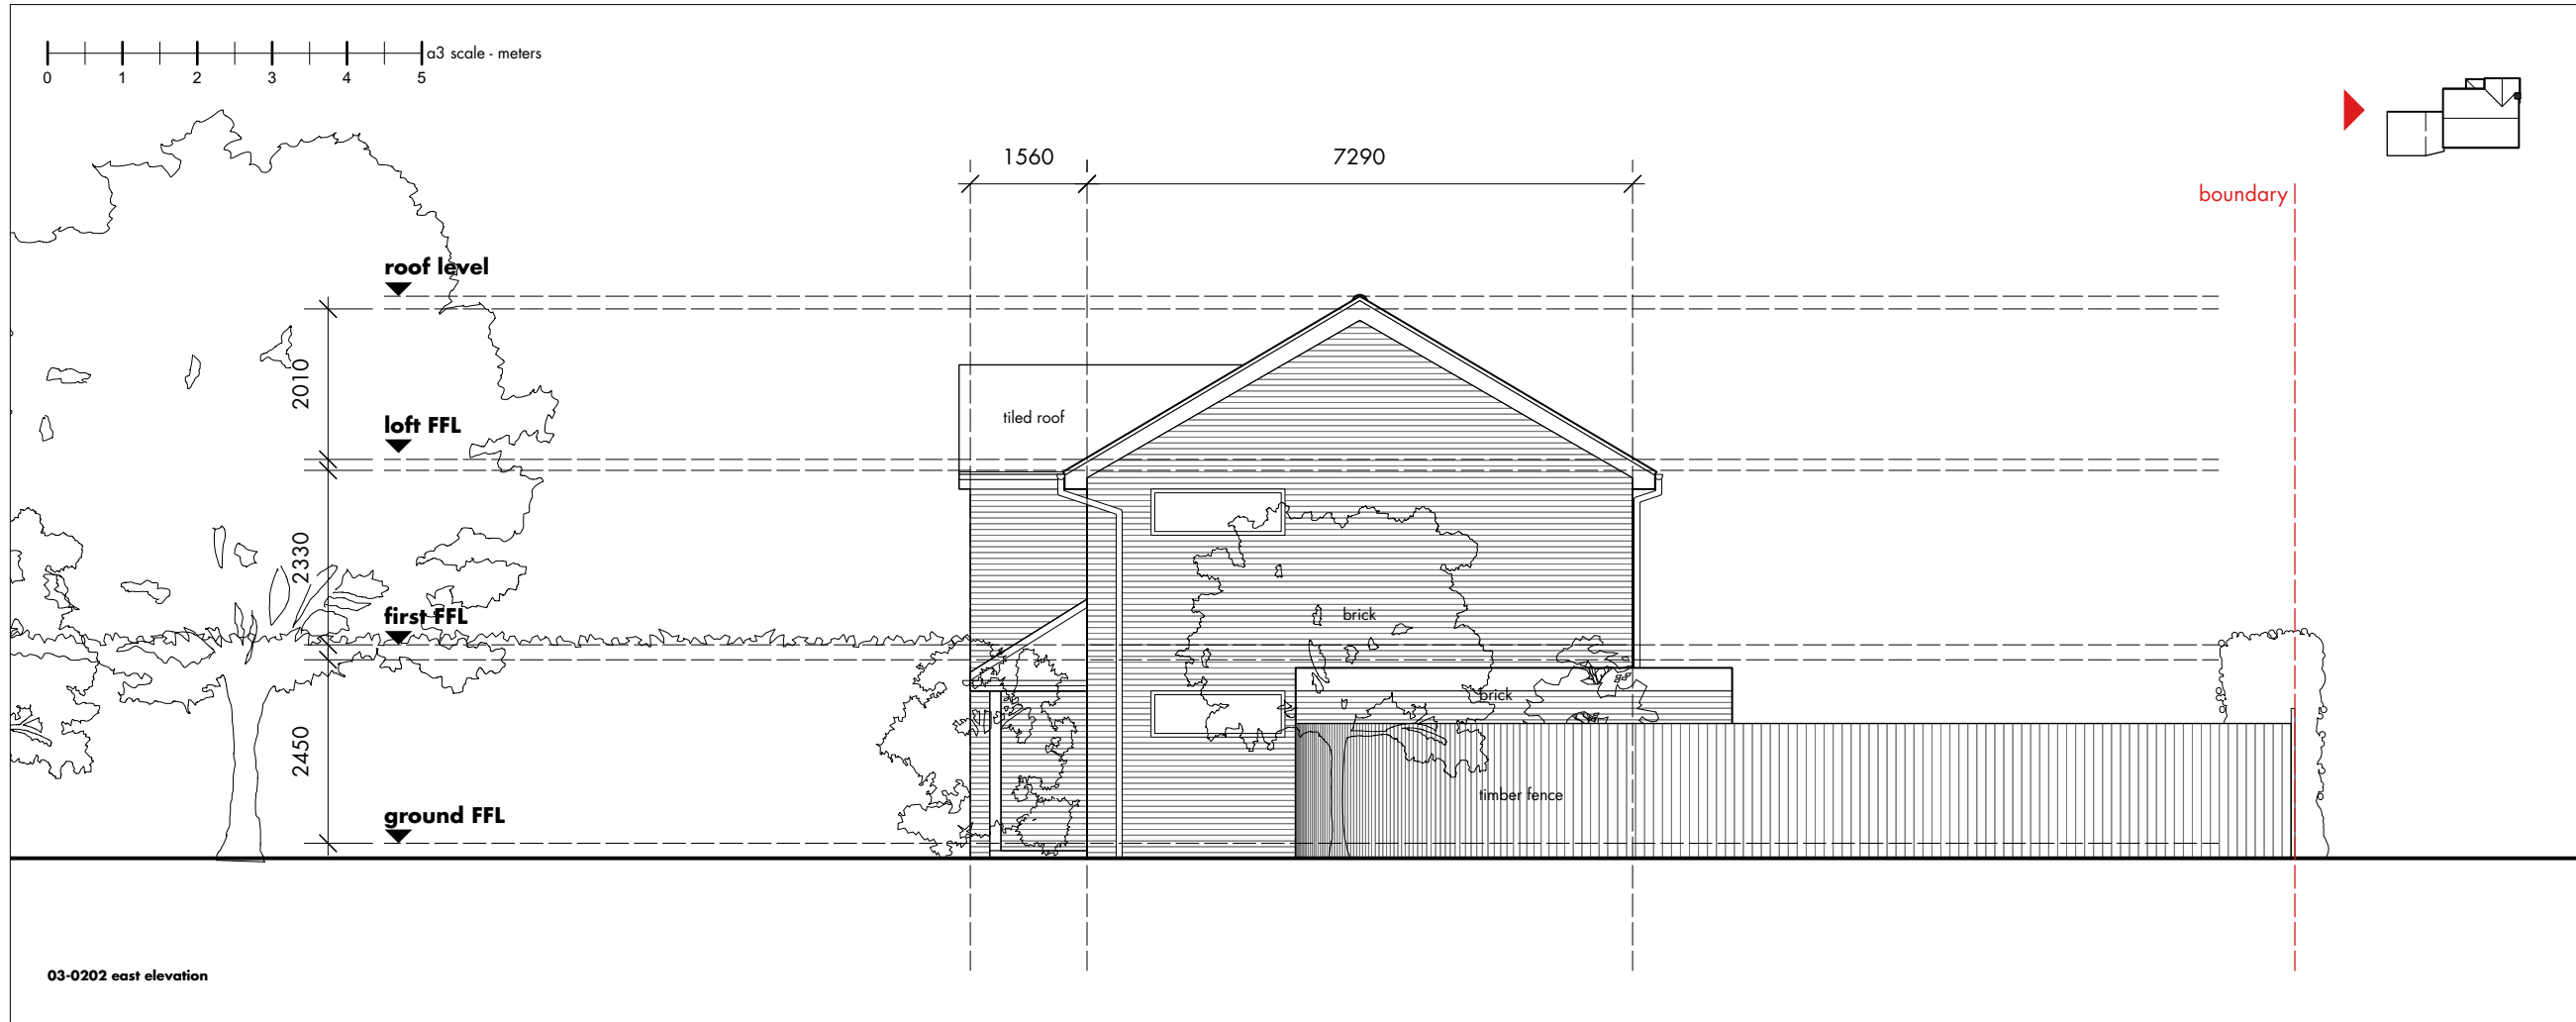 a3 scale - meters
0 1 2 3 4 5
1560 7290
boundary
roof level
2010
loft FFL
tiled roof
2330
first FFL
brick
brick
2450
timber fence
ground FFL
03-0202 east elevation